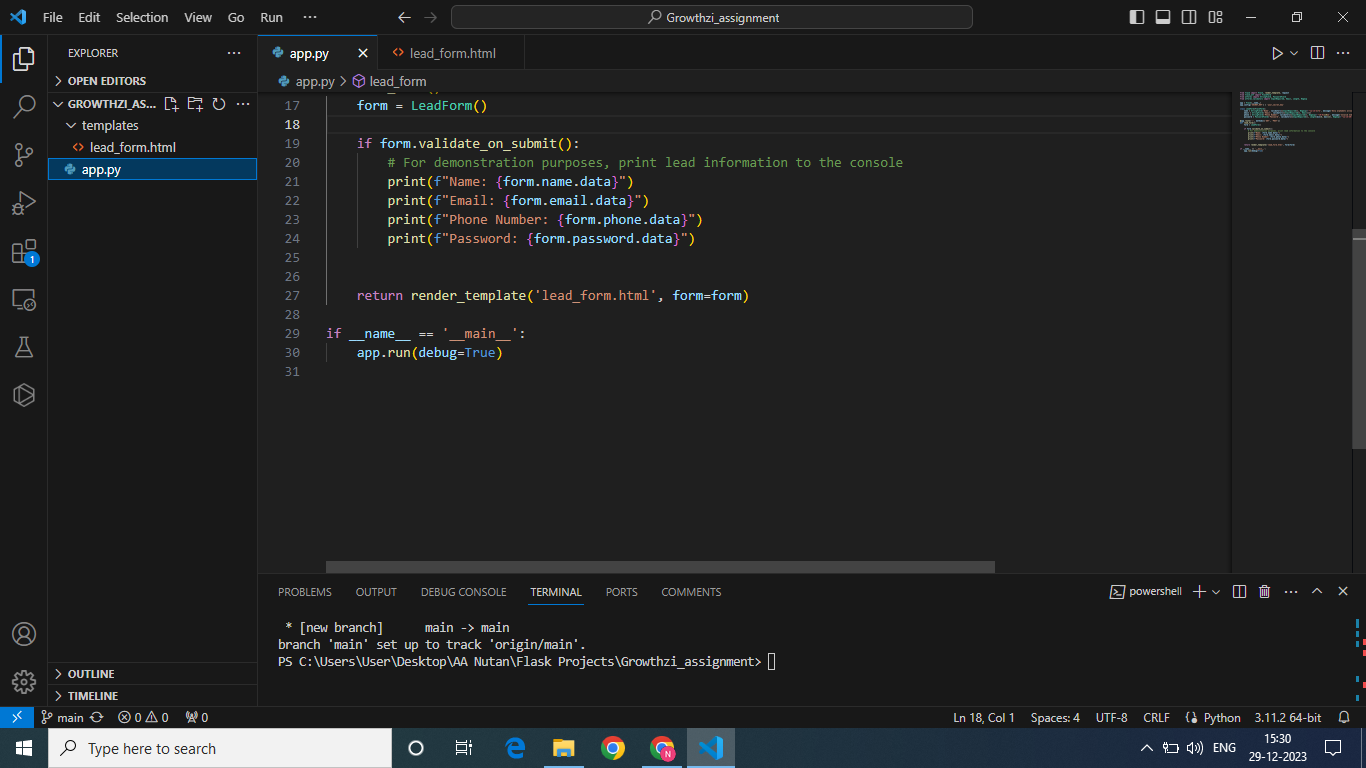 File Edit Selection View Go Run ···
Growthzi_assignment
EXPLORER
OPEN EDITORS
GROWTHZI_AS...
templates
lead_form.html
app.py
OUTLINE
TIMELINE
1
app.py
lead_form.html
app.py > lead_form
17 form = LeadForm()
18
19 if form.validate_on_submit():
20 # For demonstration purposes, print lead information to the console
21 print(f"Name: {form.name.data}")
22 print(f"Email: {form.email.data}")
23 print(f"Phone Number: {form.phone.data}")
24 print(f"Password: {form.password.data}")
25
26
27 return render_template('lead_form.html', form=form)
28
29 if __name__ == '__main__':
30 app.run(debug=True)
31
PROBLEMS OUTPUT DEBUG CONSOLE TERMINAL PORTS COMMENTS
powershell
* [new branch] main -> main
branch 'main' set up to track 'origin/main'.
PS C:\Users\User\Desktop\AA Nutan\Flask Projects\Growthzi_assignment>
main 0 0 0
Ln 18, Col 1 Spaces: 4 UTF-8 CRLF Python 3.11.2 64-bit
Type here to search
N
ENG
15:30
29-12-2023